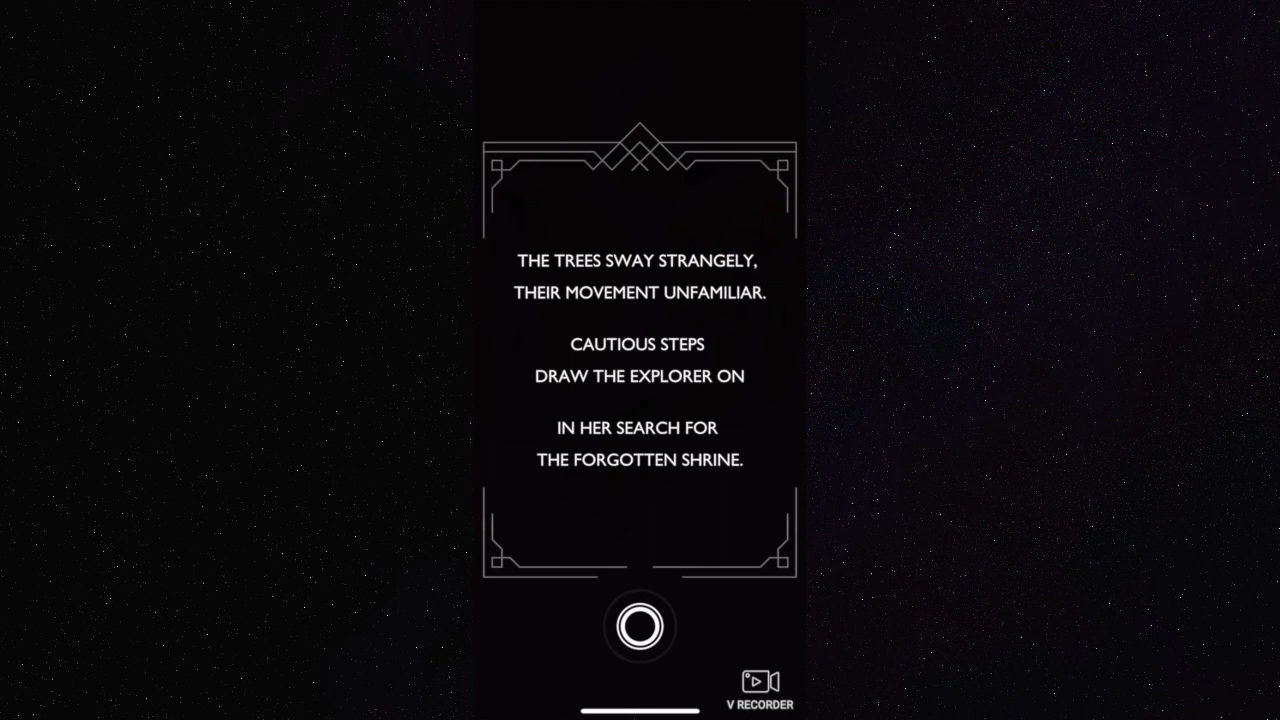 THE TREES SWAY STRANGELY,
THEIR MOVEMENT UNFAMILIAR.
CAUTIOUS STEPS
DRAW THE EXPLORER ON
IN HER SEARCH FOR
THE FORGOTTEN SHRINE.
V RECORDER